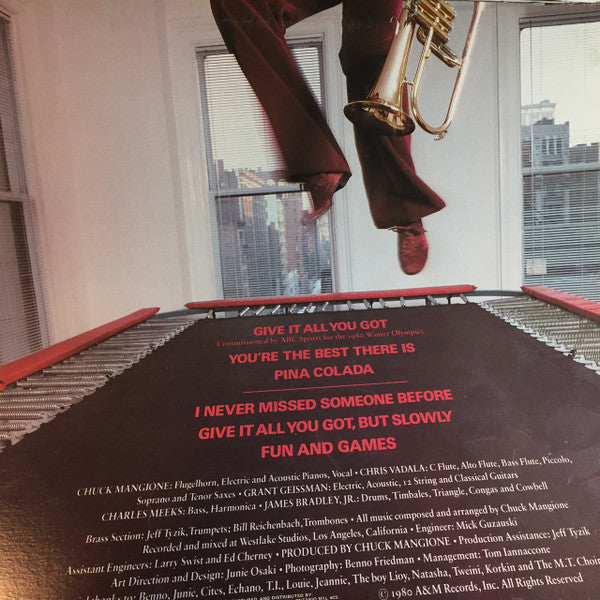 GIVE IT ALL YOU GOT
Commissioned by ABC Sports for the 1980 Winter Olympics
YOU'RE THE BEST THERE IS
PINA COLADA
I NEVER MISSED SOMEONE BEFORE
GIVE IT ALL YOU GOT, BUT SLOWLY
FUN AND GAMES
CHUCK MANGIONE: Flugelhorn, Electric and Acoustic Pianos, Vocal • CHRIS VADALA: C Flute, Alto Flute, Bass Flute, Piccolo,
Soprano and Tenor Saxes • GRANT GEISSMAN: Electric, Acoustic, 12 String and Classical Guitars
CHARLES MEEKS: Bass, Harmonica • JAMES BRADLEY, JR.: Drums, Timbales, Triangle, Congas and Cowbell
Brass Section: Jeff Tyzik, Trumpets; Bill Reichenbach, Trombones • All music composed and arranged by Chuck Mangione
Recorded and mixed at Westlake Studios, Los Angeles, California • Engineer: Mick Guzauski
Assistant Engineers: Larry Swist and Ed Cherney • PRODUCED BY CHUCK MANGIONE • Production Assistance: Jeff Tyzik
Art Direction and Design: Junie Osaki • Photography: Benno Friedman • Management: Tom Iannaccone
thanks to: Benno, Junie, Cites, Echano, T.I., Louie, Jeannie, The boy Lioy, Natasha, Tweini, Korkin and The M.T. Choir
© 1980 A&M Records, Inc. All Rights Reserved
AND DISTRIBUTED BY